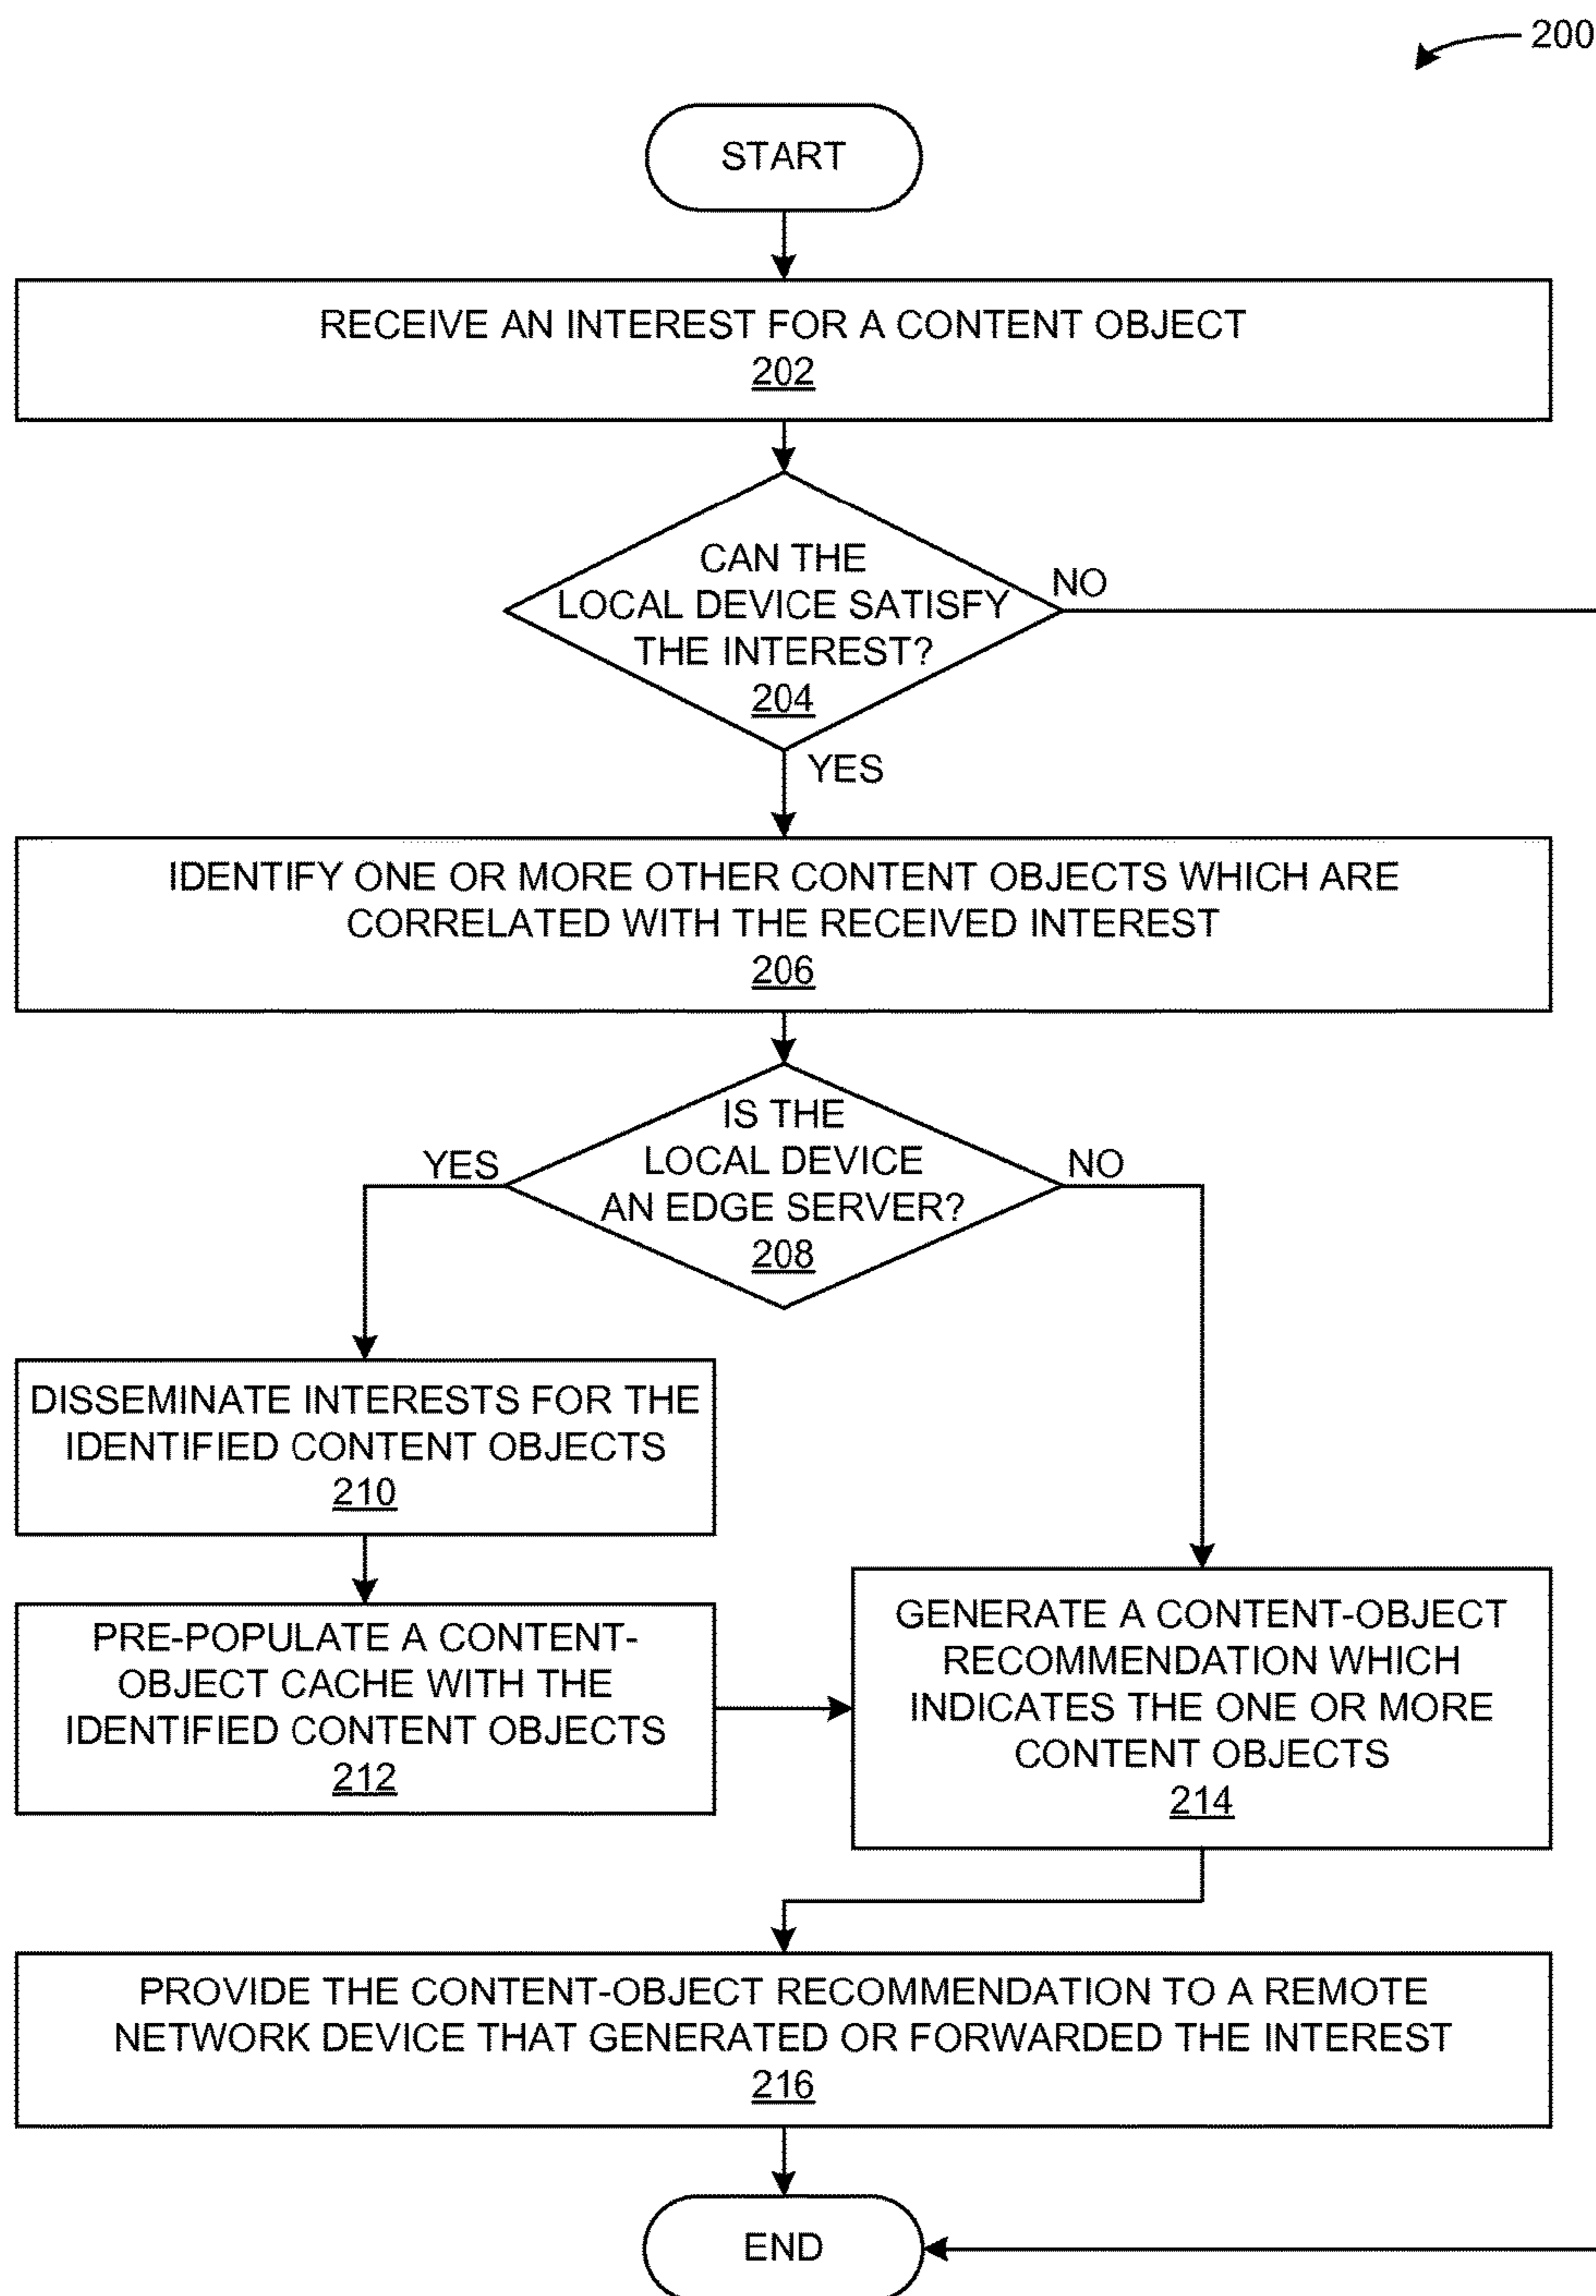 200
START
RECEIVE AN INTEREST FOR A CONTENT OBJECT
202
CAN THE
LOCAL DEVICE SATISFY
THE INTEREST?
204
NO
YES
IDENTIFY ONE OR MORE OTHER CONTENT OBJECTS WHICH ARE
CORRELATED WITH THE RECEIVED INTEREST
206
IS THE
LOCAL DEVICE
AN EDGE SERVER?
208
YES
NO
DISSEMINATE INTERESTS FOR THE
IDENTIFIED CONTENT OBJECTS
210
PRE-POPULATE A CONTENT-
OBJECT CACHE WITH THE
IDENTIFIED CONTENT OBJECTS
212
GENERATE A CONTENT-OBJECT
RECOMMENDATION WHICH
INDICATES THE ONE OR MORE
CONTENT OBJECTS
214
PROVIDE THE CONTENT-OBJECT RECOMMENDATION TO A REMOTE
NETWORK DEVICE THAT GENERATED OR FORWARDED THE INTEREST
216
END